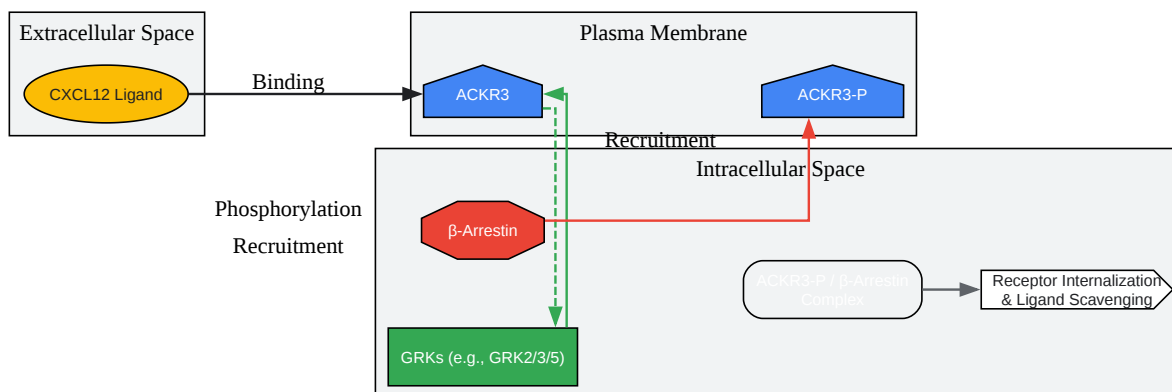 Extracellular Space
Plasma Membrane
CXCL12 Ligand
Binding
ACKR3
ACKR3-P
Recruitment
Intracellular Space
Phosphorylation
Recruitment
β-Arrestin
ACKR3-P / β-Arrestin
Complex
Receptor Internalization
& Ligand Scavenging
GRKs (e.g., GRK2/3/5)